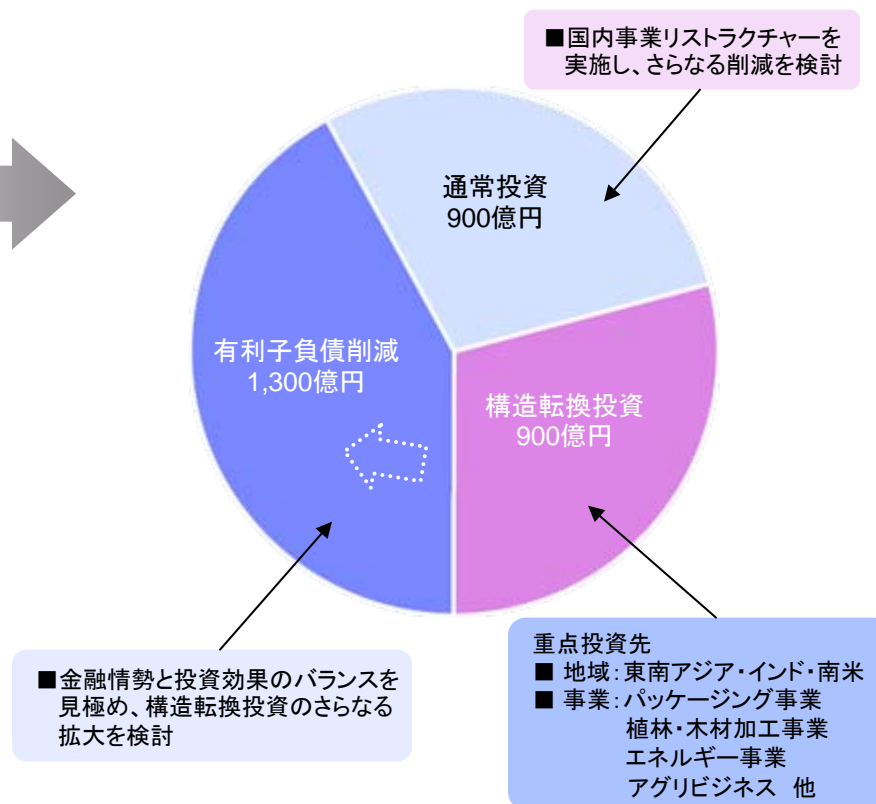 ■国内事業リストラクチャーを
実施し、さらなる削減を検討
通常投資
900億円
有利子負債削減
1,300億円
構造転換投資
900億円
■金融情勢と投資効果のバランスを
見極め、構造転換投資のさらなる
拡大を検討
重点投資先
■ 地域：東南アジア・インド・南米
■ 事業：パッケージング事業
植林・木材加工事業
エネルギー事業
アグリビジネス 他